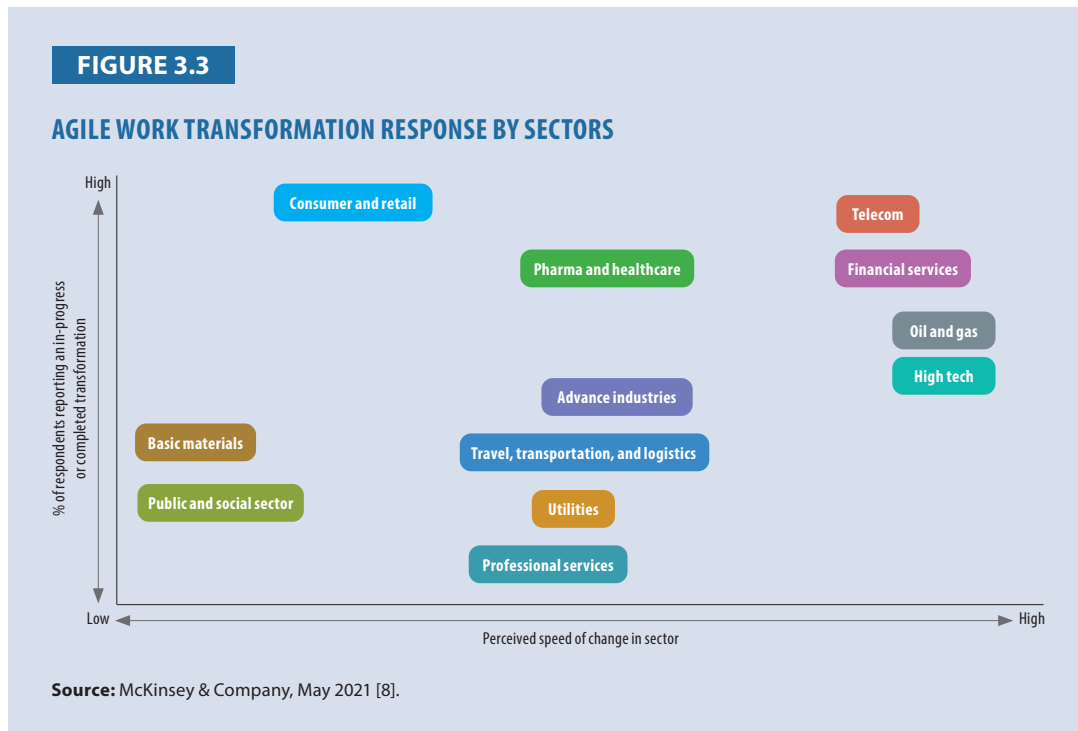 FIGURE 3.3
AGILE WORK TRANSFORMATION RESPONSE BY SECTORS
High
% of respondents reporting an in-progress
or completed transformation
Consumer and retail
Telecom
Pharma and healthcare
Financial services
Oil and gas
High tech
Advance industries
Basic materials
Travel, transportation, and logistics
Public and social sector
Utilities
Professional services
Low
High
Perceived speed of change in sector
Source: McKinsey & Company, May 2021 [8].